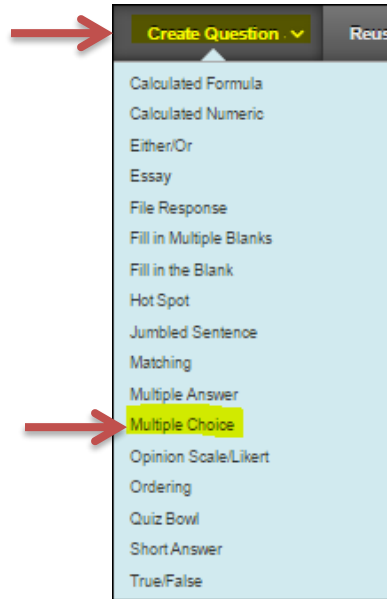 Create Question Reus
Calculated Formula
Calculated Numeric
Either/Or
Essay
File Response
Fill in Multiple Blanks
Fill in the Blank
Hot Spot
Jumbled Sentence
Matching
Multiple Answer
Multiple Choice
Opinion Scale/Likert
Ordering
Quiz Bowl
Short Answer
True/False